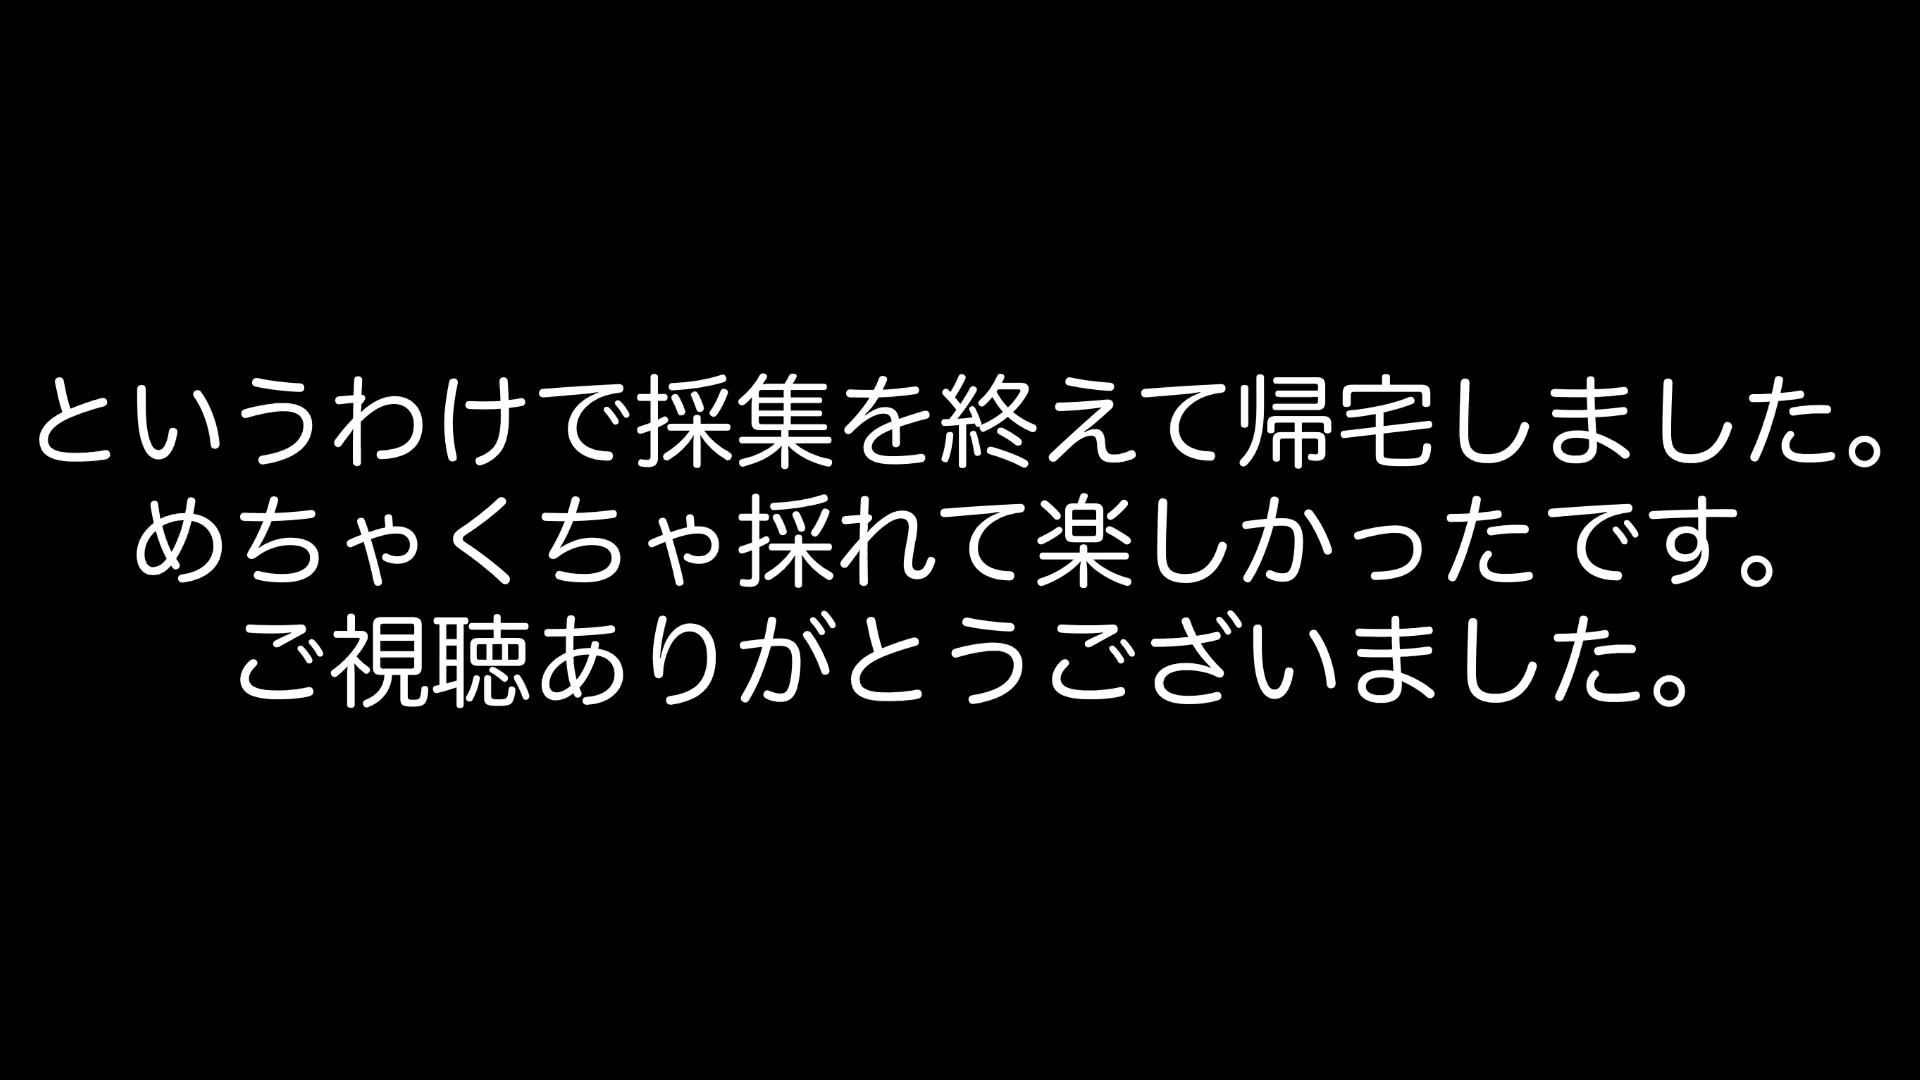 というわけで採集を終えて帰宅しました。
めちゃくちゃ採れて楽しかったです。
ご視聴ありがとうございました。